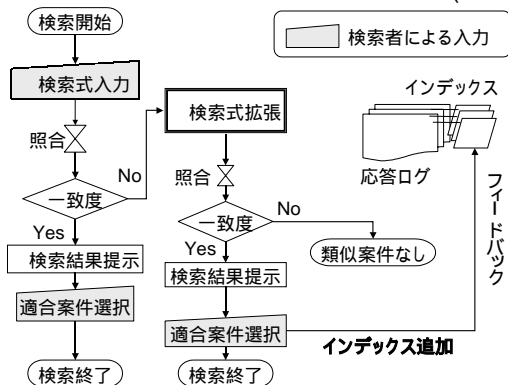 検索開始
検索者による入力
検索式入力
インデックス
検索式拡張
照合
応答ログ
No
照合
一致度
フィードバック
No
一致度
Yes
Yes
類似案件なし
検索結果提示
検索結果提示
適合案件選択
適合案件選択
インデックス追加
検索終了
検索終了